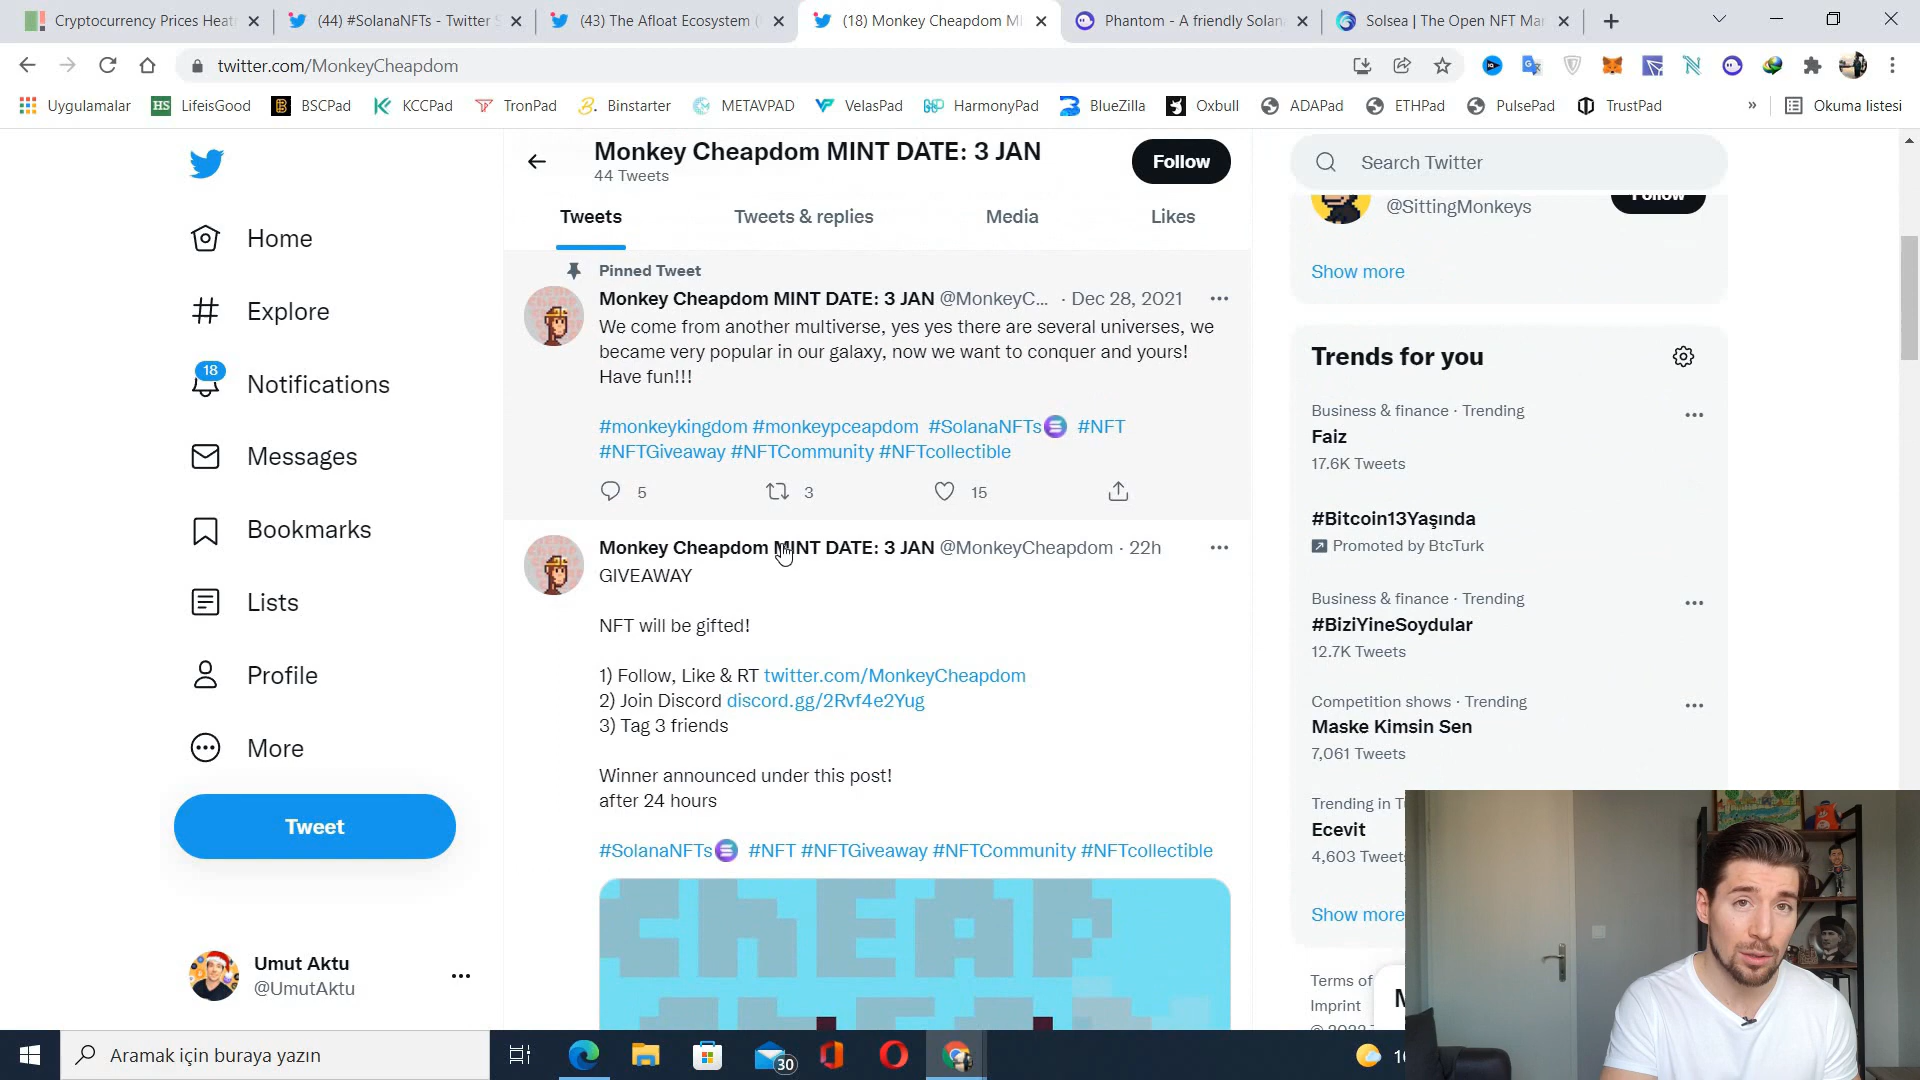 Cryptocurrency Prices Heat
(44) #SolanaNFTs - Twitter S
(43) The Afloat Ecosystem (
(18) Monkey Cheapdom MI
Phantom - A friendly Solan
Solsea | The Open NFT Mar
twitter.com/MonkeyCheapdom
Uygulamalar
LifeisGood
BSCPad
KCCPad
TronPad
Binstarter
METAVPAD
VelasPad
HarmonyPad
BlueZilla
Oxbull
ADAPad
ETHPad
PulsePad
TrustPad
»
Okuma listesi
Home
Explore
18
Notifications
Messages
Bookmarks
Lists
Profile
More
Tweet
Umut Aktu
@UmutAktu
Monkey Cheapdom MINT DATE: 3 JAN
44 Tweets
Follow
Tweets
Tweets & replies
Media
Likes
Pinned Tweet
Monkey Cheapdom MINT DATE: 3 JAN @MonkeyC... · Dec 28, 2021
We come from another multiverse, yes yes there are several universes, we
became very popular in our galaxy, now we want to conquer and yours!
Have fun!!!
#monkeykingdom #monkeypceapdom #SolanaNFTs #NFT
#NFTGiveaway #NFTCommunity #NFTcollectible
5
3
15
Monkey Cheapdom MINT DATE: 3 JAN @MonkeyCheapdom · 22h
GIVEAWAY
NFT will be gifted!
1) Follow, Like & RT twitter.com/MonkeyCheapdom
2) Join Discord discord.gg/2Rvf4e2Yug
3) Tag 3 friends
Winner announced under this post!
after 24 hours
#SolanaNFTs #NFT #NFTGiveaway #NFTCommunity #NFTcollectible
CHEAP
Search Twitter
@SittingMonkeys
Follow
Show more
Trends for you
Business & finance · Trending
Faiz
17.6K Tweets
#Bitcoin13Yaşında
Promoted by BtcTurk
Business & finance · Trending
#BiziYineSoydular
12.7K Tweets
Competition shows · Trending
Maske Kimsin Sen
7,061 Tweets
Trending in T
Ecevit
4,603 Tweet
Show more
Terms of
Imprint
Aramak için buraya yazın
30